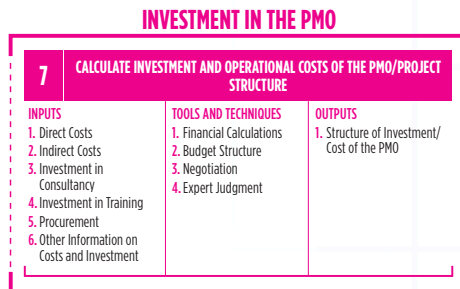 INVESTMENT IN THE PMO
7
CALCULATE INVESTMENT AND OPERATIONAL COSTS OF THE PMO/PROJECT
STRUCTURE
INPUTS
1. Direct Costs
2. Indirect Costs
3. Investment in
Consultancy
4. Investment in Training
5. Procurement
6. Other Information on
Costs and Investment
TOOLS AND TECHNIQUES
1. Financial Calculations
2. Budget Structure
3. Negotiation
4. Expert Judgment
OUTPUTS
1. Structure of Investment/
Cost of the PMO